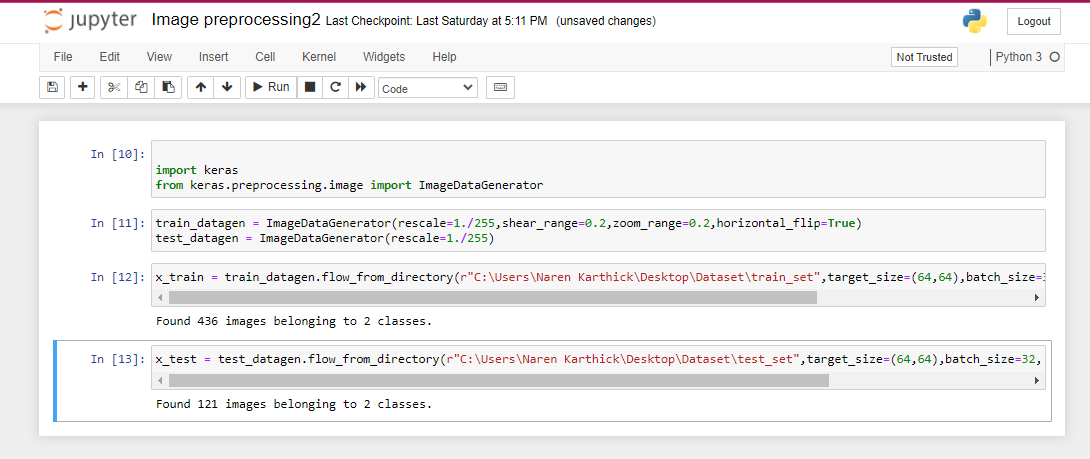 jupyter Image preprocessing2 Last Checkpoint: Last Saturday at 5:11 PM (unsaved changes) Logout
File Edit View Insert Cell Kernel Widgets Help Not Trusted Python 3
Run Code
In [10]:
import keras
from keras.preprocessing.image import ImageDataGenerator
In [11]: train_datagen = ImageDataGenerator(rescale=1./255,shear_range=0.2,zoom_range=0.2,horizontal_flip=True)
test_datagen = ImageDataGenerator(rescale=1./255)
In [12]: x_train = train_datagen.flow_from_directory(r"C:\Users\Naren Karthick\Desktop\Dataset\train_set",target_size=(64,64),batch_size=
Found 436 images belonging to 2 classes.
In [13]: x_test = test_datagen.flow_from_directory(r"C:\Users\Naren Karthick\Desktop\Dataset\test_set",target_size=(64,64),batch_size=32,
Found 121 images belonging to 2 classes.